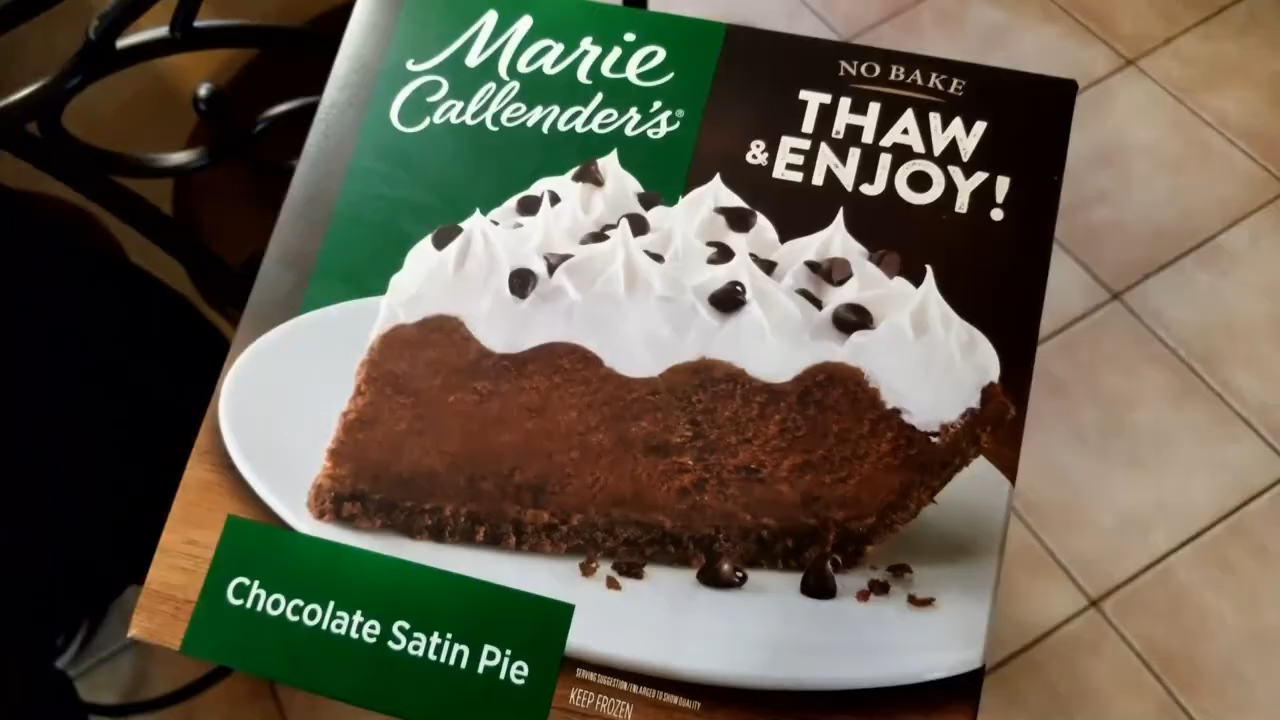 Marie
Callender's®
NO BAKE
THAW
& ENJOY!
Chocolate Satin Pie
SERVING SUGGESTION/ENLARGED TO SHOW QUALITY
KEEP FROZEN